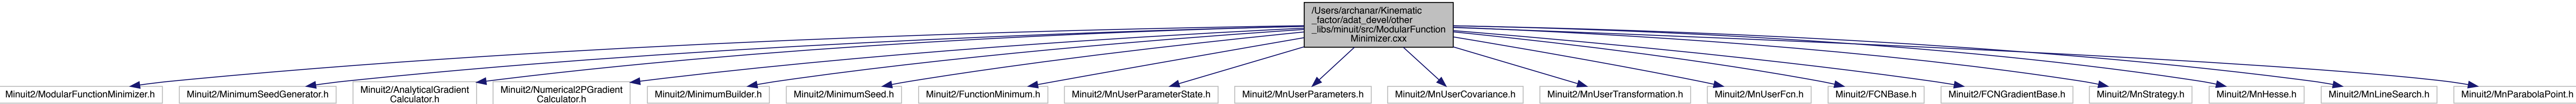 /Users/archanar/Kinematic
_factor/adat_devel/other
_libs/minuit/src/ModularFunction
Minimizer.cxx
Minuit2/ModularFunctionMinimizer.h
Minuit2/MinimumSeedGenerator.h
Minuit2/AnalyticalGradient
Calculator.h
Minuit2/Numerical2PGradient
Calculator.h
Minuit2/MinimumBuilder.h
Minuit2/MinimumSeed.h
Minuit2/FunctionMinimum.h
Minuit2/MnUserParameterState.h
Minuit2/MnUserParameters.h
Minuit2/MnUserCovariance.h
Minuit2/MnUserTransformation.h
Minuit2/MnUserFcn.h
Minuit2/FCNBase.h
Minuit2/FCNGradientBase.h
Minuit2/MnStrategy.h
Minuit2/MnHesse.h
Minuit2/MnLineSearch.h
Minuit2/MnParabolaPoint.h